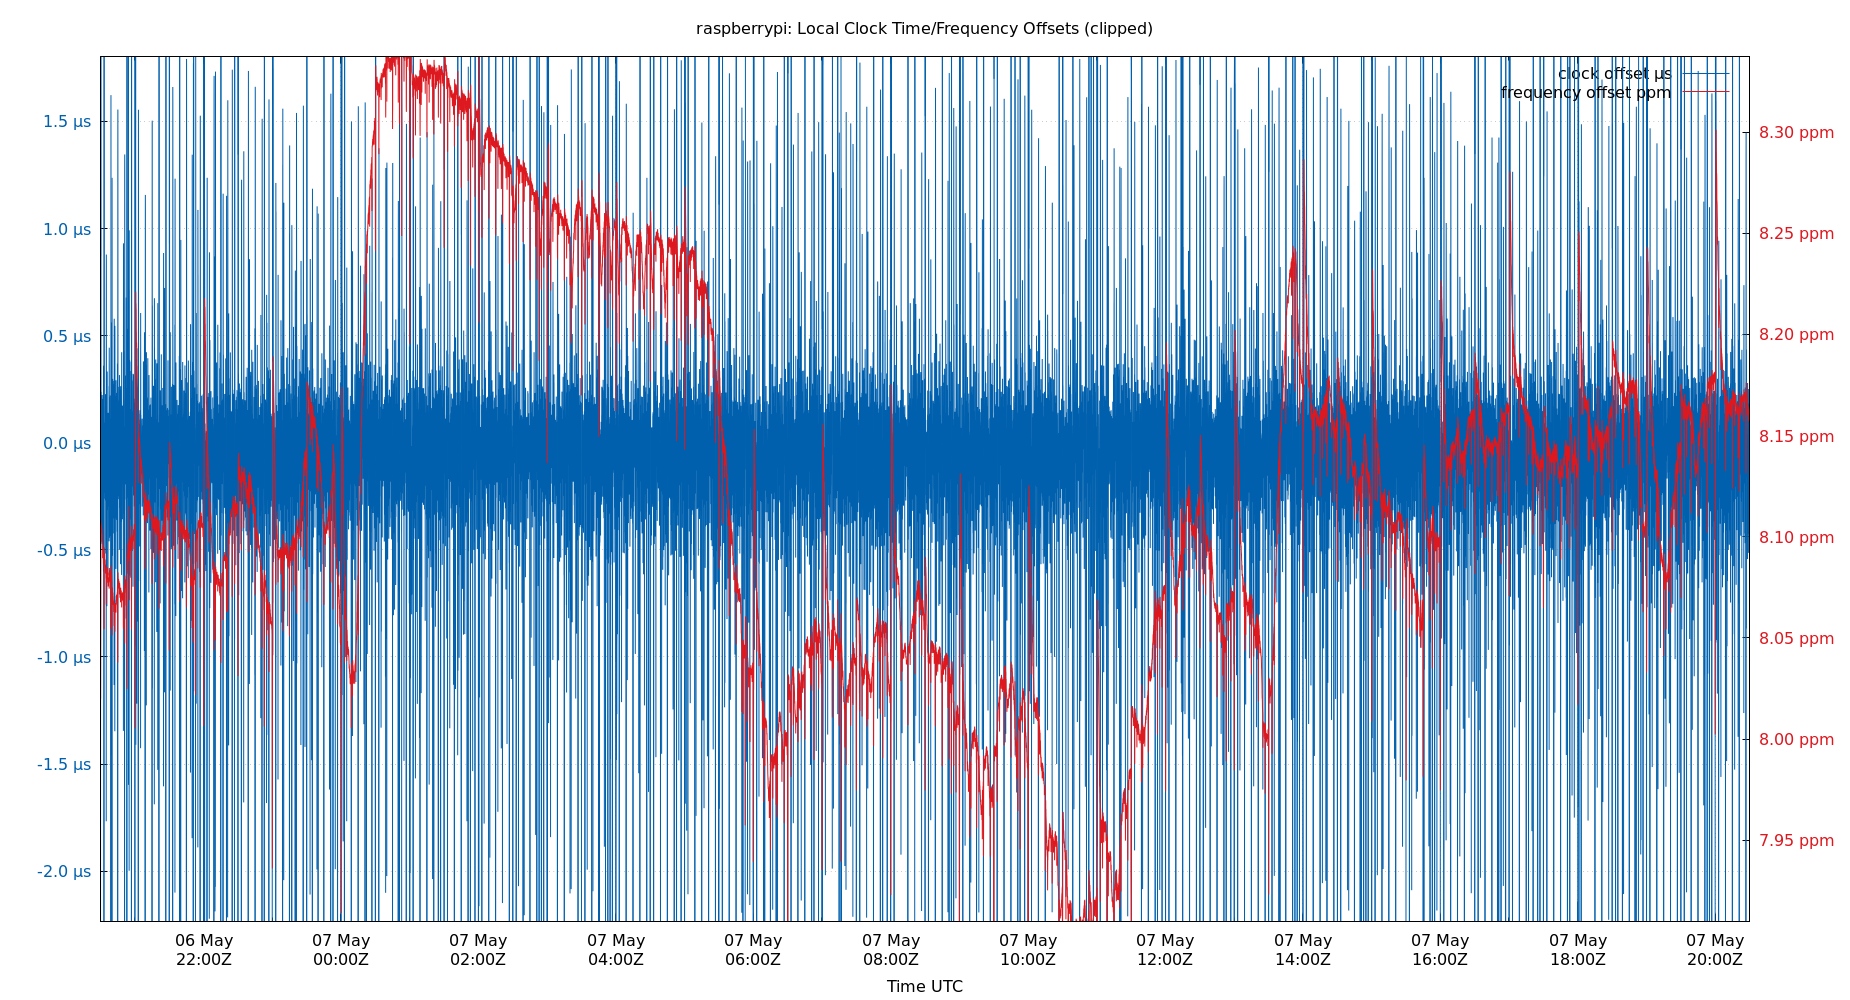 raspberrypi: Local Clock Time/Frequency Offsets (clipped)
clock offset µs
frequency offset ppm
1.5 µs
1.0 µs
0.5 µs
0.0 µs
-0.5 µs
-1.0 µs
-1.5 µs
-2.0 µs
8.30 ppm
8.25 ppm
8.20 ppm
8.15 ppm
8.10 ppm
8.05 ppm
8.00 ppm
7.95 ppm
06 May
22:00Z
07 May
00:00Z
07 May
02:00Z
07 May
04:00Z
07 May
06:00Z
07 May
08:00Z
07 May
10:00Z
07 May
12:00Z
07 May
14:00Z
07 May
16:00Z
07 May
18:00Z
07 May
20:00Z
Time UTC